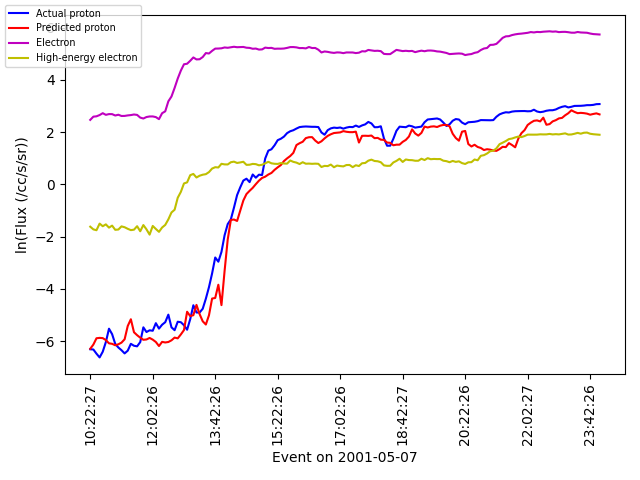 Actual proton
Predicted proton
Electron
High-energy electron
4
2
0
−2
−4
−6
ln(Flux (/cc/s/sr))
10:22:27
12:02:26
13:42:26
15:22:26
17:02:26
18:42:27
20:22:26
22:02:27
23:42:26
Event on 2001-05-07